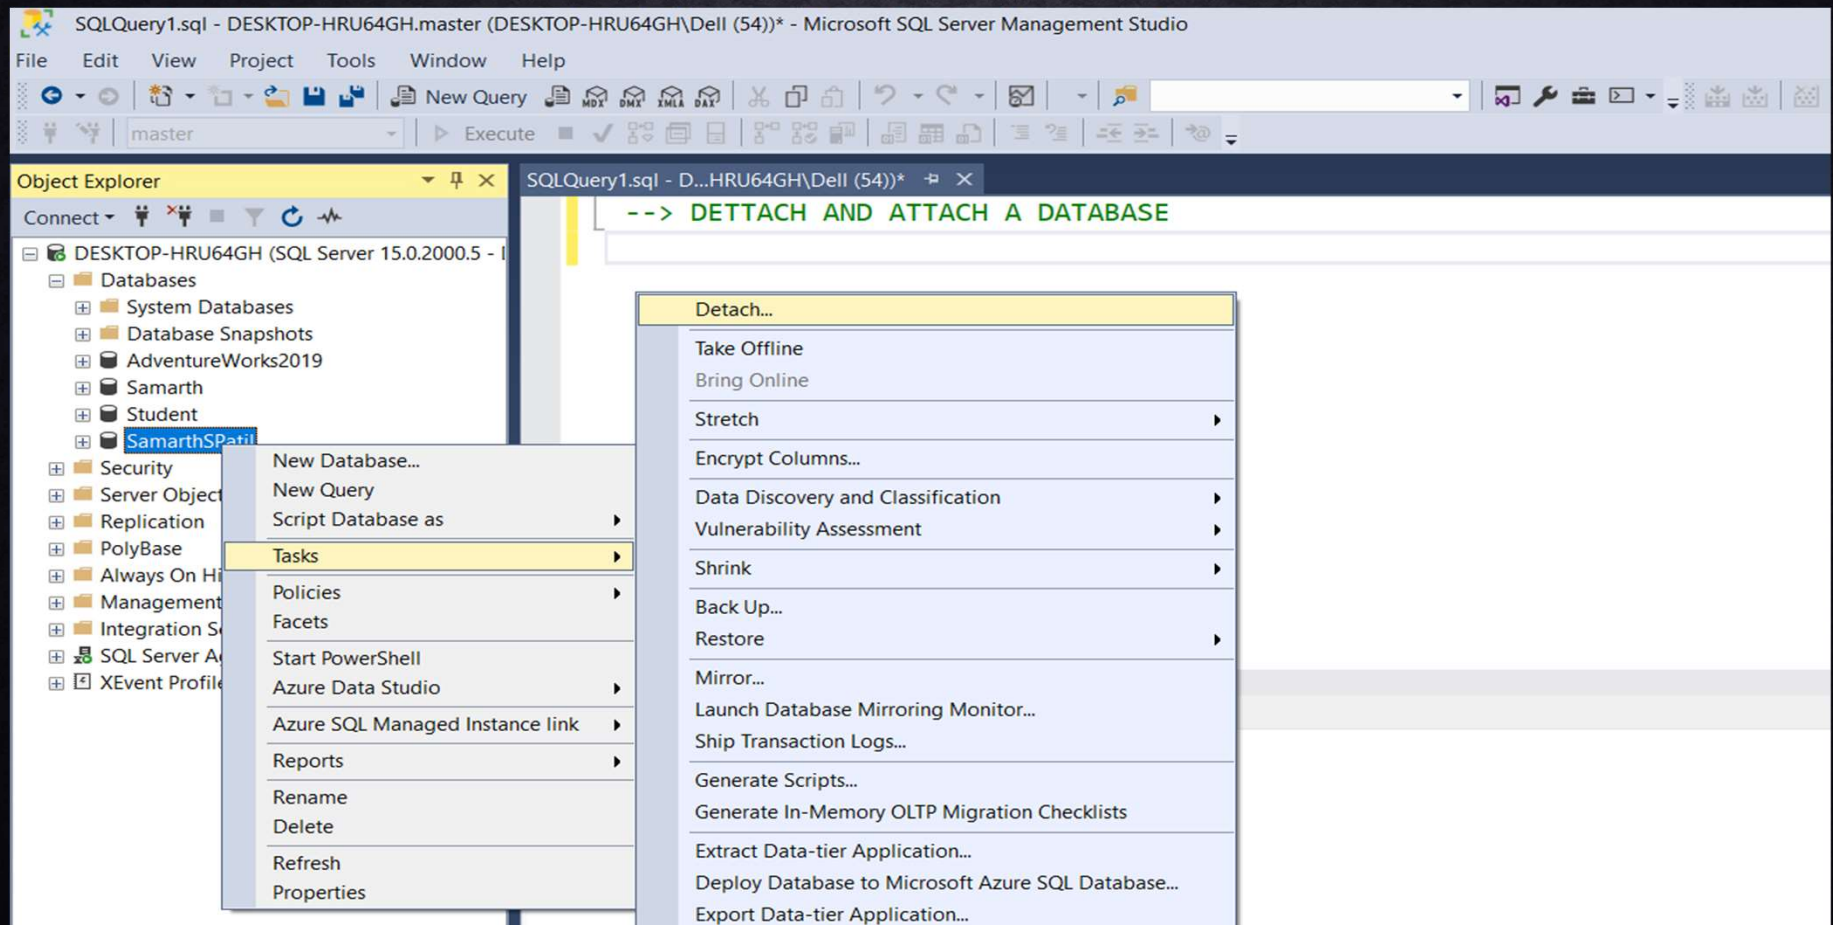 SQLQuery1.sql - DESKTOP-HRU64GH.master (DESKTOP-HRU64GH\Dell (54))* - Microsoft SQL Server Management Studio
File Edit View Project Tools Window Help
New Query MDX DMX XMLA DAX
master Execute
Object Explorer
Connect
DESKTOP-HRU64GH (SQL Server 15.0.2000.5 -
Databases
System Databases
Database Snapshots
AdventureWorks2019
Samarth
Student
SamarthSPatil
Security
Server Object
Replication
PolyBase
Always On Hi
Management
Integration S
SQL Server A
XEvent Profile
SQLQuery1.sql - D...HRU64GH\Dell (54))*
--> DETTACH AND ATTACH A DATABASE
New Database...
New Query
Script Database as
Tasks
Policies
Facets
Start PowerShell
Azure Data Studio
Azure SQL Managed Instance link
Reports
Rename
Delete
Refresh
Properties
Detach...
Take Offline
Bring Online
Stretch
Encrypt Columns...
Data Discovery and Classification
Vulnerability Assessment
Shrink
Back Up...
Restore
Mirror...
Launch Database Mirroring Monitor...
Ship Transaction Logs...
Generate Scripts...
Generate In-Memory OLTP Migration Checklists
Extract Data-tier Application...
Deploy Database to Microsoft Azure SQL Database...
Export Data-tier Application...